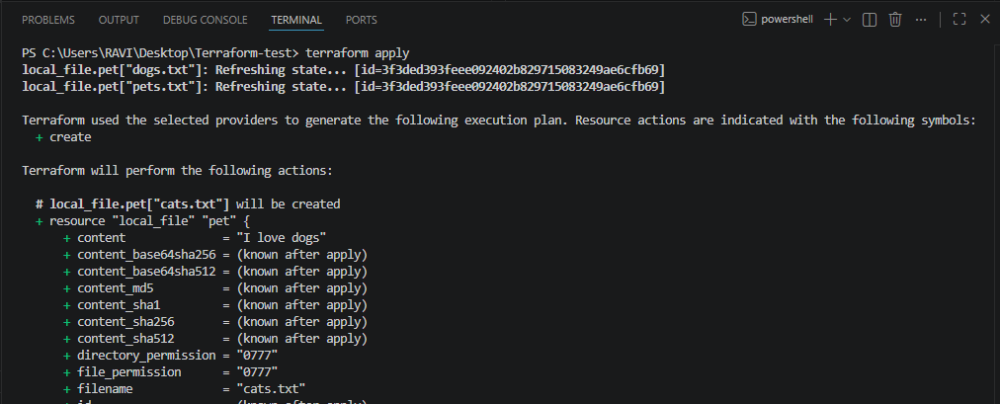 PROBLEMS OUTPUT DEBUG CONSOLE TERMINAL PORTS powershell
PS C:\Users\RAVI\Desktop\Terraform-test> terraform apply
local_file.pet["dogs.txt"]: Refreshing state... [id=3f3ded393feee092402b829715083249ae6cfb69]
local_file.pet["pets.txt"]: Refreshing state... [id=3f3ded393feee092402b829715083249ae6cfb69]
Terraform used the selected providers to generate the following execution plan. Resource actions are indicated with the following symbols:
+ create
Terraform will perform the following actions:
# local_file.pet["cats.txt"] will be created
+ resource "local_file" "pet" {
+ content = "I love dogs"
+ content_base64sha256 = (known after apply)
+ content_base64sha512 = (known after apply)
+ content_md5 = (known after apply)
+ content_sha1 = (known after apply)
+ content_sha256 = (known after apply)
+ content_sha512 = (known after apply)
+ directory_permission = "0777"
+ file_permission = "0777"
+ filename = "cats.txt"
+ id = (known after apply)